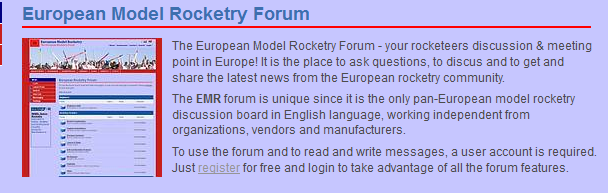 European Model Rocketry Forum
European Model Rocketry
The European Model Rocketry Forum - your rocketeers discussion & meeting
point in Europe! It is the place to ask questions, to discus and to get and
share the latest news from the European rocketry community.
The EMR forum is unique since it is the only pan-European model rocketry
discussion board in English language, working independent from
organizations, vendors and manufacturers.
To use the forum and to read and write messages, a user account is required.
Just register for free and login to take advantage of all the forum features.